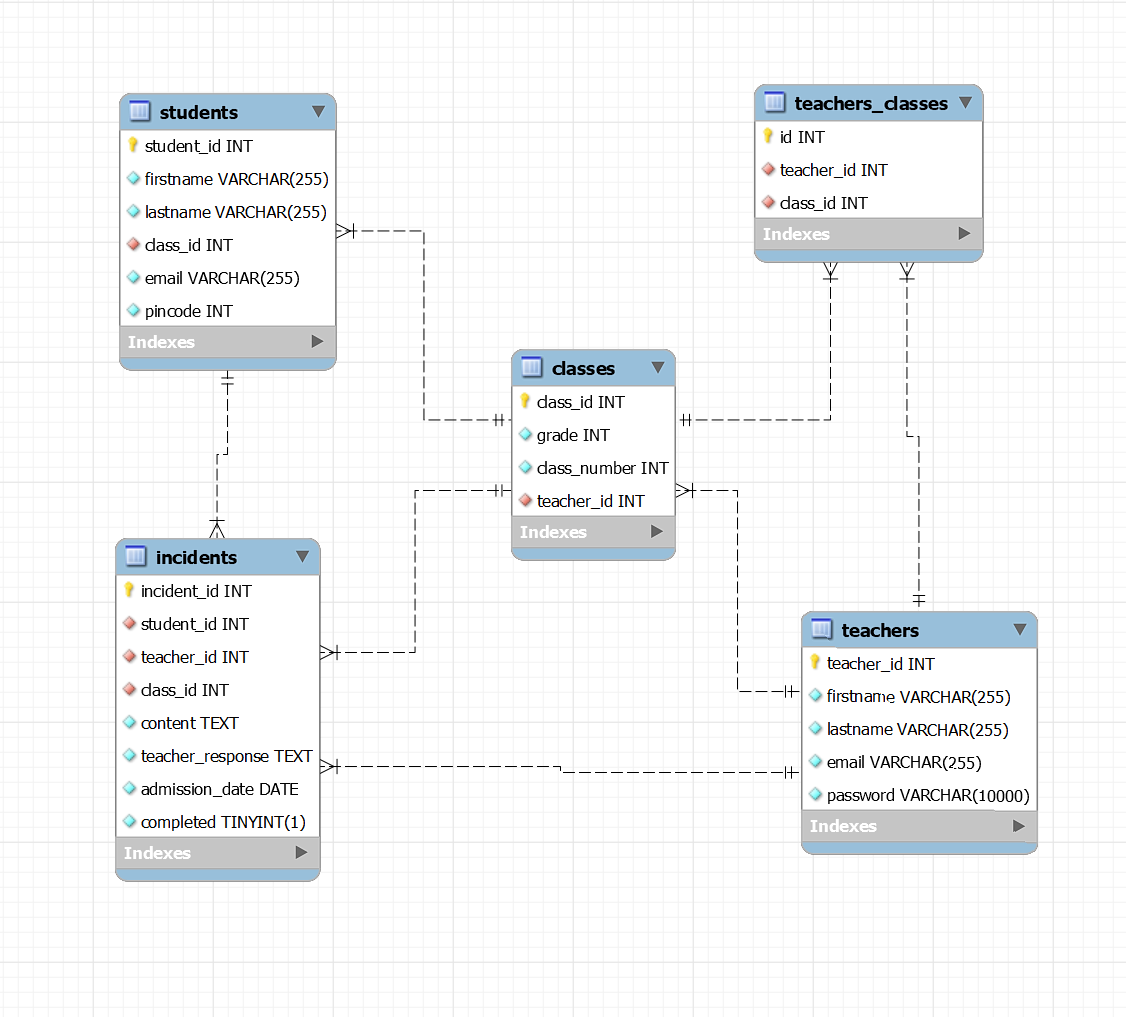 students
student_id INT
firstname VARCHAR(255)
lastname VARCHAR(255)
class_id INT
email VARCHAR(255)
pincode INT
Indexes
teachers_classes
id INT
teacher_id INT
class_id INT
Indexes
classes
class_id INT
grade INT
class_number INT
teacher_id INT
Indexes
incidents
incident_id INT
student_id INT
teacher_id INT
class_id INT
content TEXT
teacher_response TEXT
admission_date DATE
completed TINYINT(1)
Indexes
teachers
teacher_id INT
firstname VARCHAR(255)
lastname VARCHAR(255)
email VARCHAR(255)
password VARCHAR(10000)
Indexes